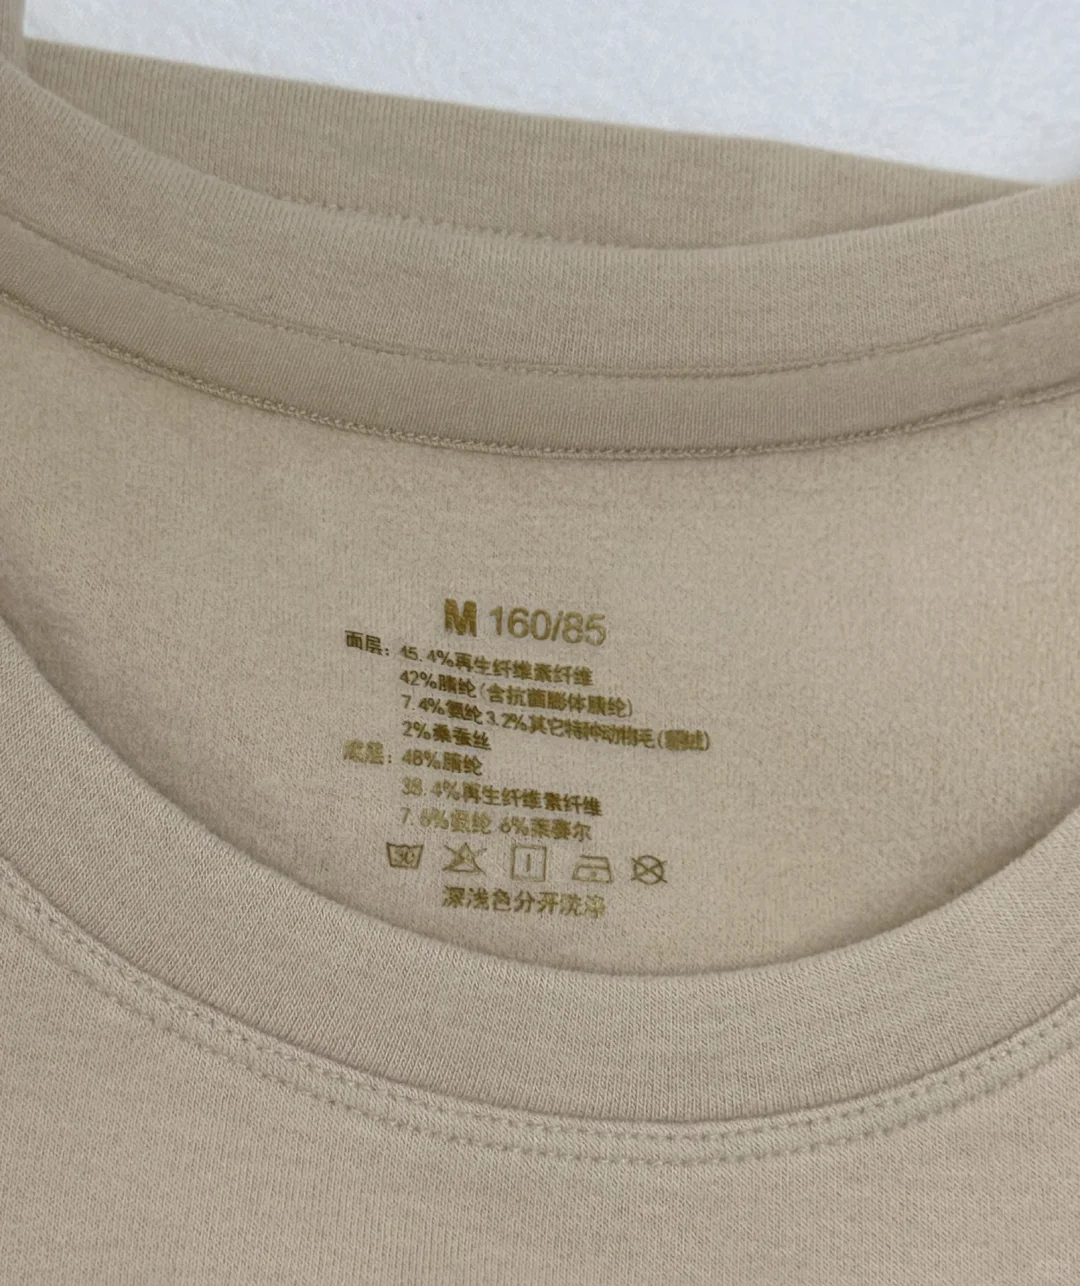 M 160/85
面层: 45.4%再生纤维素纤维
42%腈纶(含抗菌膨体腈纶)
7.4%氨纶 3.2%其它特种动物毛
2%桑蚕丝
底层: 46%腈纶
38.4%再生纤维素纤维
7.6%氨纶 6%莱赛尔
深浅色分开洗涤